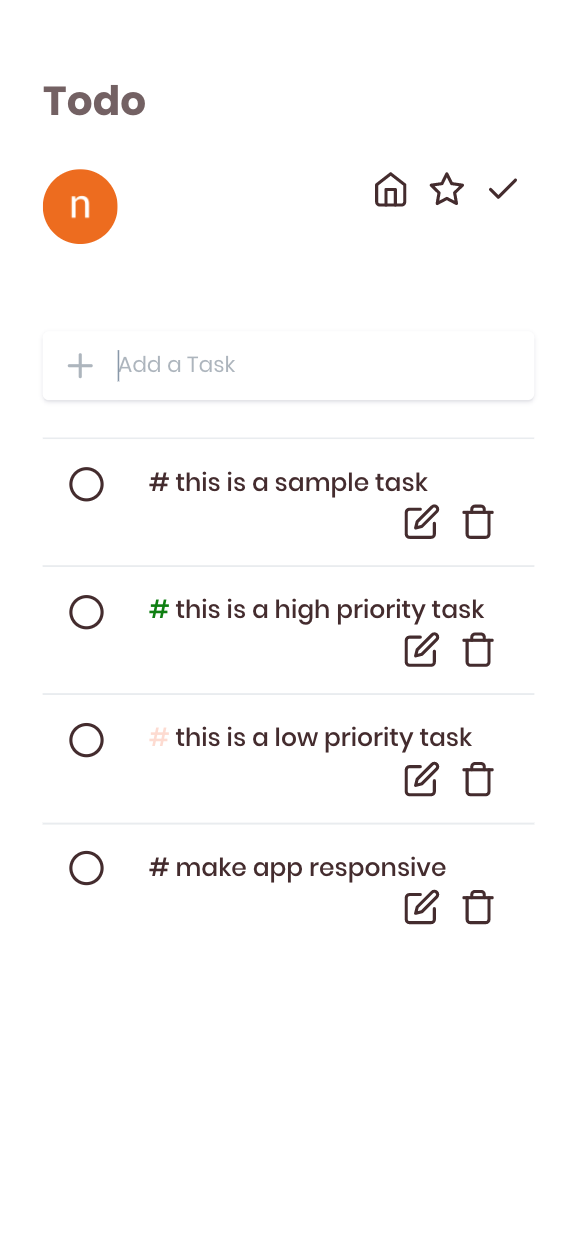 Todo
n
Add a Task
# this is a sample task
# this is a high priority task
# this is a low priority task
# make app responsive